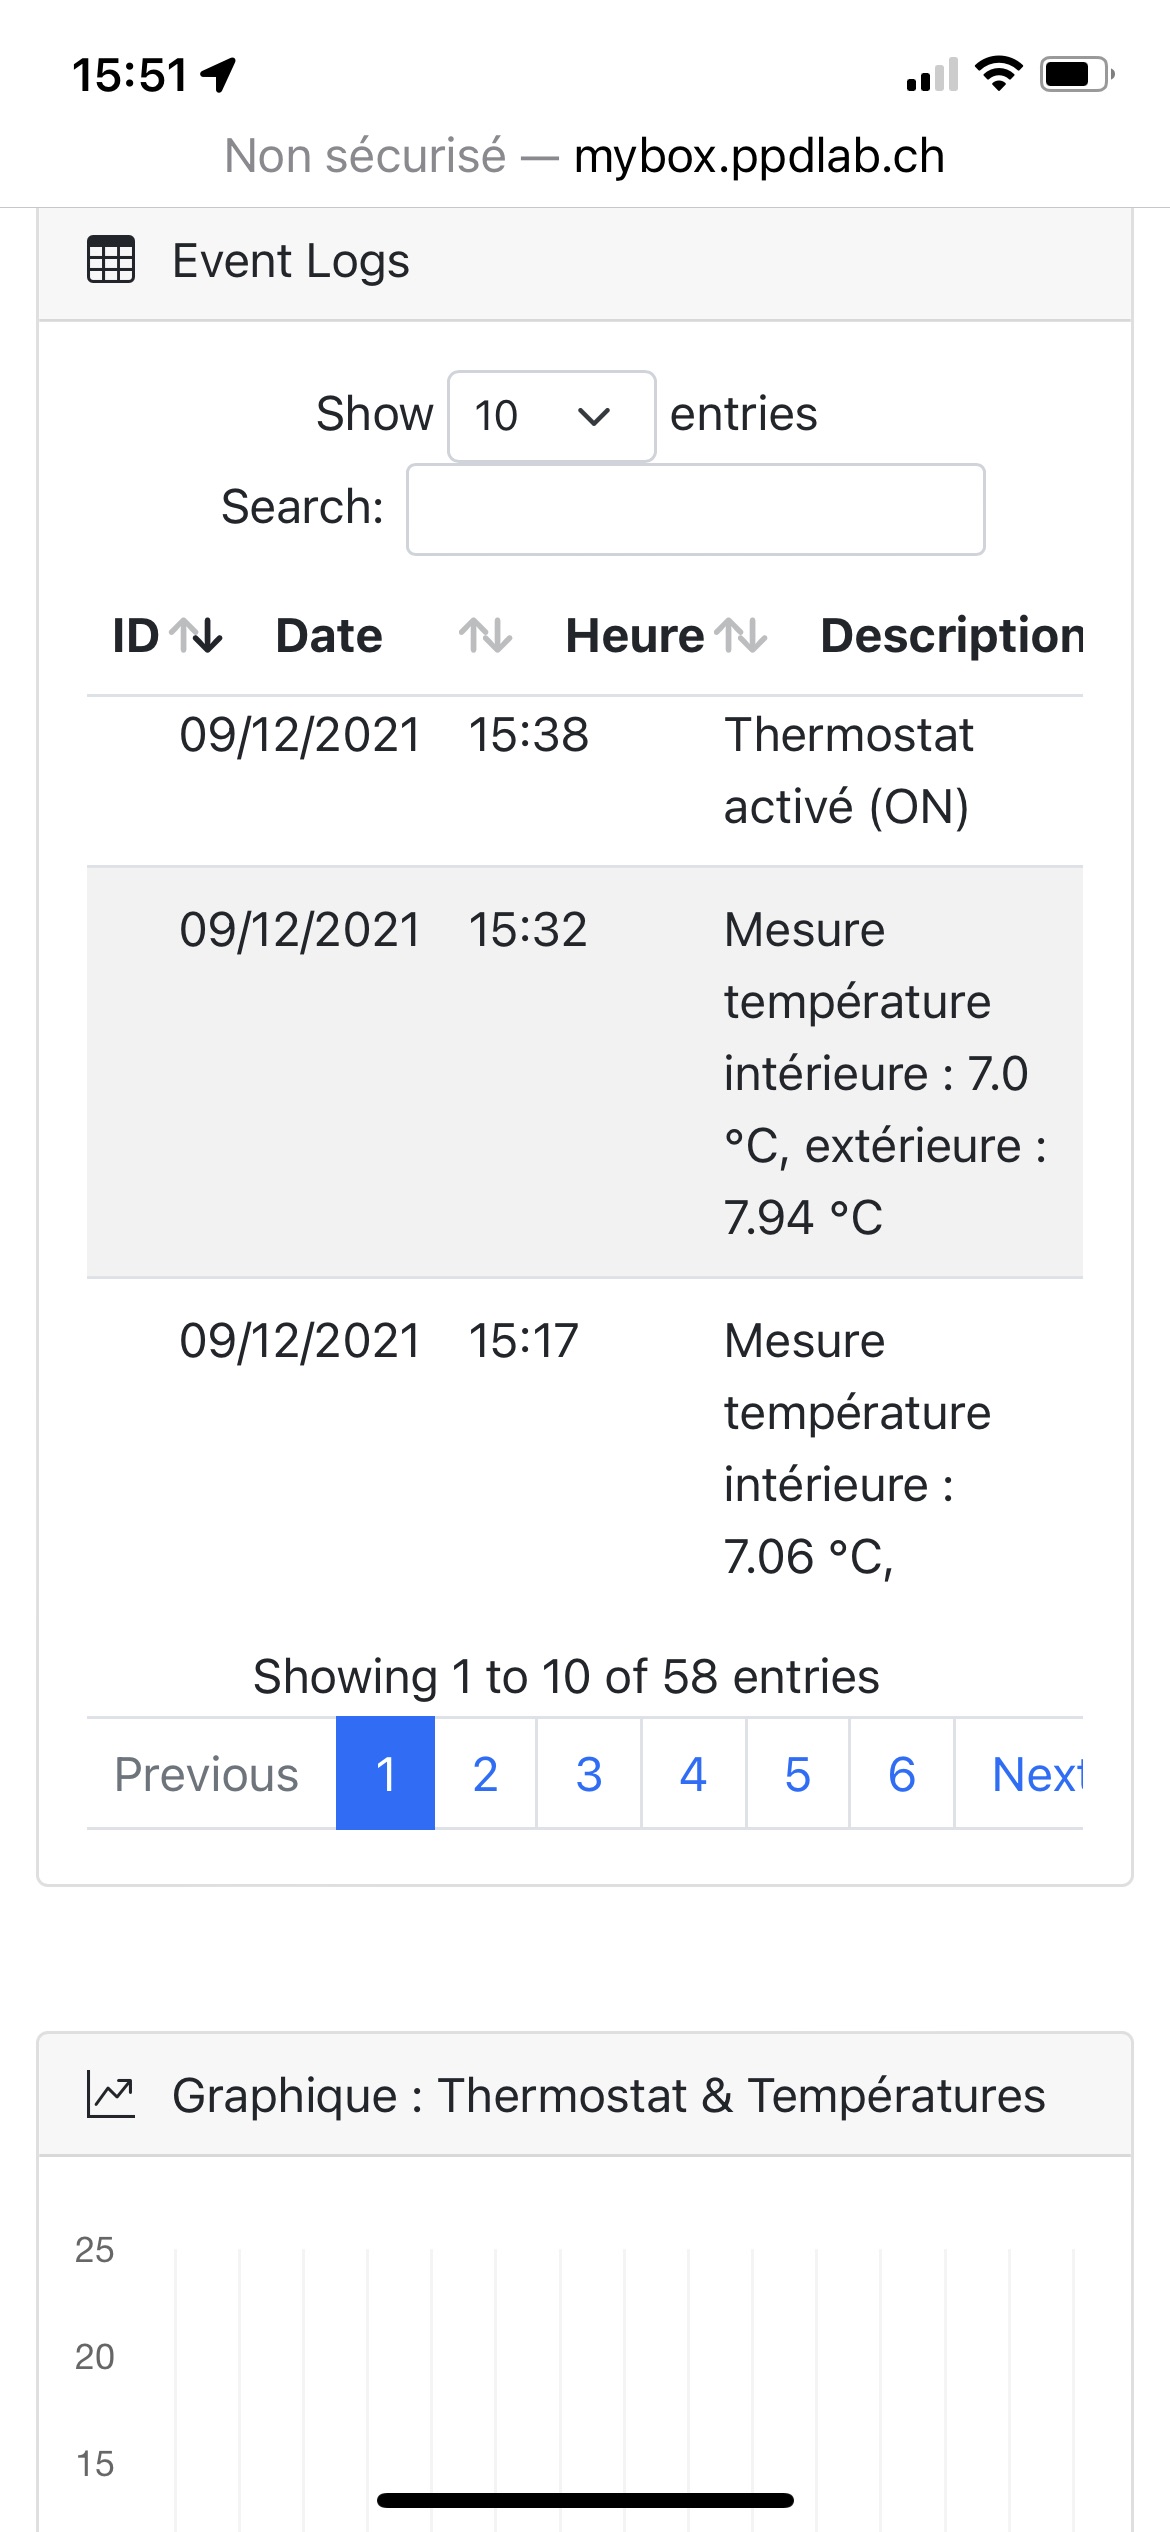 15:51
Non sécurisé — mybox.ppdlab.ch
Event Logs
Show 10 entries
Search:
ID Date Heure Description
09/12/2021 15:38 Thermostat
activé (ON)
09/12/2021 15:32 Mesure
température
intérieure : 7.0
°C, extérieure :
7.94 °C
09/12/2021 15:17 Mesure
température
intérieure :
7.06 °C,
Showing 1 to 10 of 58 entries
Previous 1 2 3 4 5 6 Next
Graphique : Thermostat & Températures
25
20
15